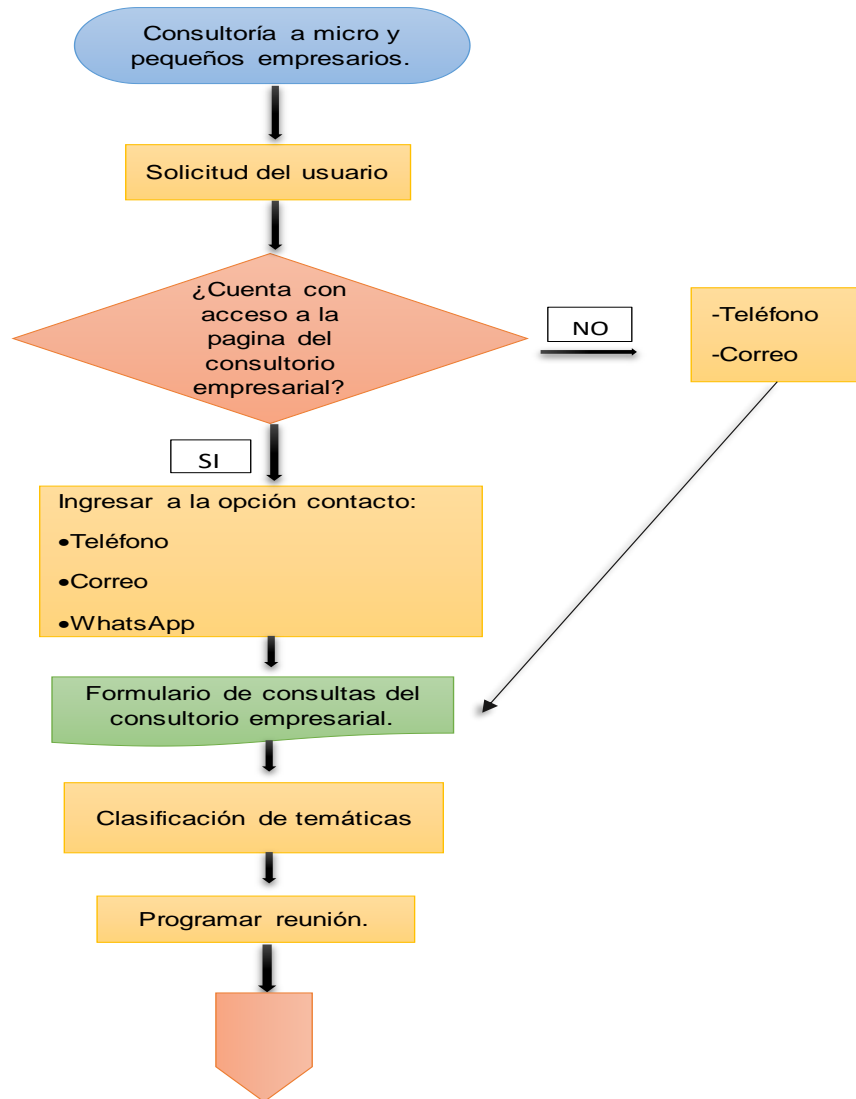 Consultoría a micro y
pequeños empresarios.
Solicitud del usuario
¿Cuenta con
acceso a la
pagina del
consultorio
empresarial?
NO
-Teléfono
-Correo
SI
Ingresar a la opción contacto:
•Teléfono
•Correo
•WhatsApp
Formulario de consultas del
consultorio empresarial.
Clasificación de temáticas
Programar reunión.